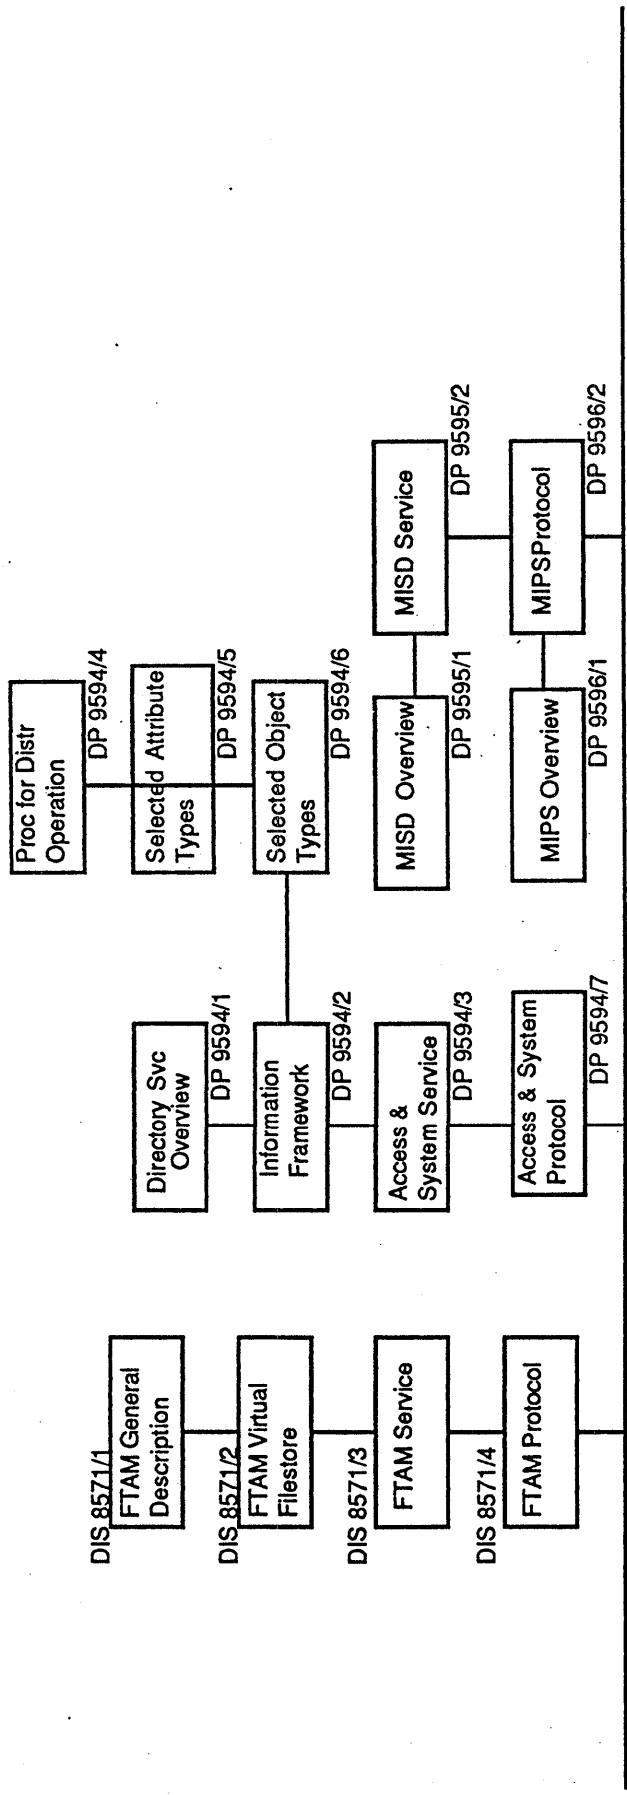 DIS 8571/1
FTAM General
Description
DIS 8571/2
FTAM Virtual
Filestore
DIS 8571/3
FTAM Service
DIS 8571/4
FTAM Protocol
Directory Svc
Overview
DP 9594/1
Information
Framework
DP 9594/2
Access &
System Service
DP 9594/3
Access & System
Protocol
DP 9594/7
Proc for Distr
Operation
DP 9594/4
Selected Attribute
Types
DP 9594/5
Selected Object
Types
DP 9594/6
MISD Overview
DP 9595/1
MISD Service
DP 9595/2
MIPS Overview
DP 9596/1
MIPSProtocol
DP 9596/2